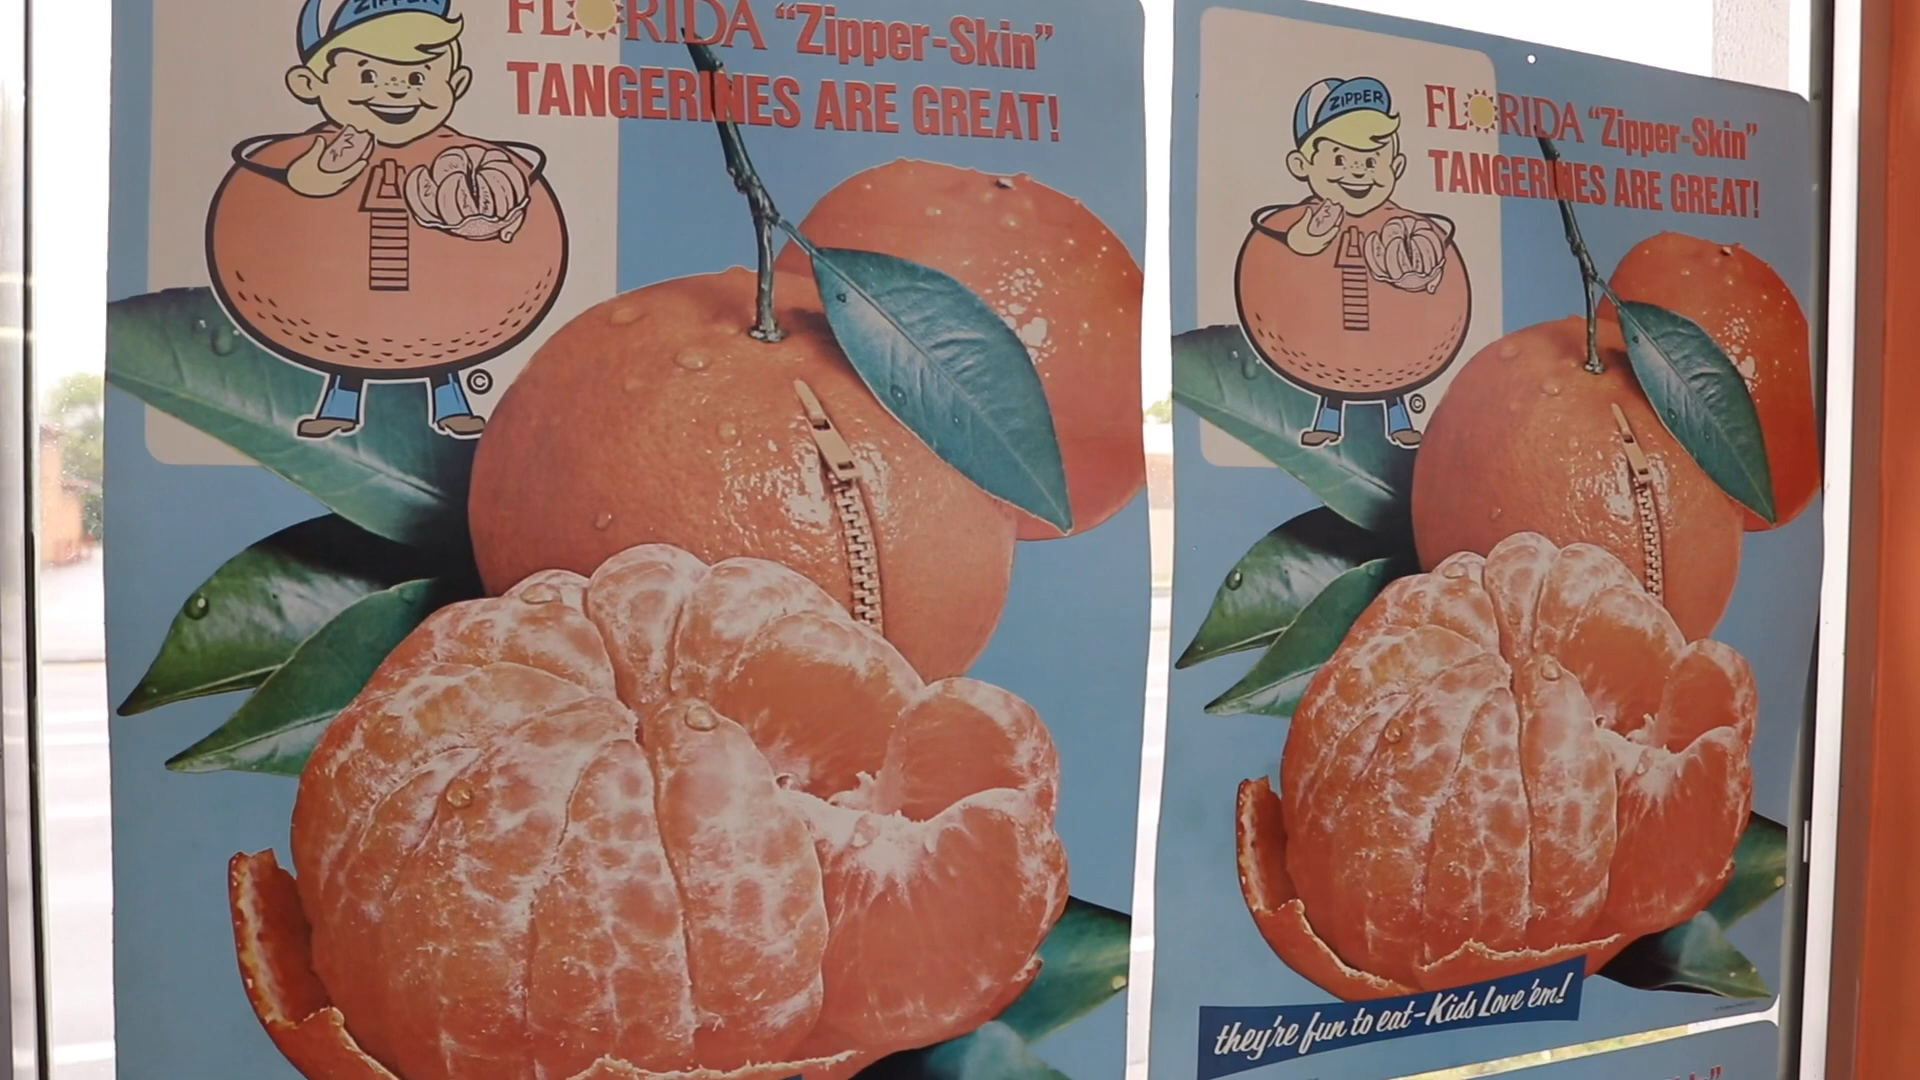 ZIPPER
FLORIDA "Zipper-Skin"
TANGERINES ARE GREAT!
©
ZIPPER
FLORIDA "Zipper-Skin"
TANGERINES ARE GREAT!
©
they're fun to eat-Kids Love 'em!